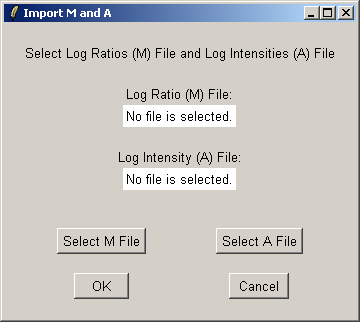 Import M and A
Select Log Ratios (M) File and Log Intensities (A) File
Log Ratio (M) File:
No file is selected.
Log Intensity (A) File:
No file is selected.
Select M File
Select A File
OK
Cancel